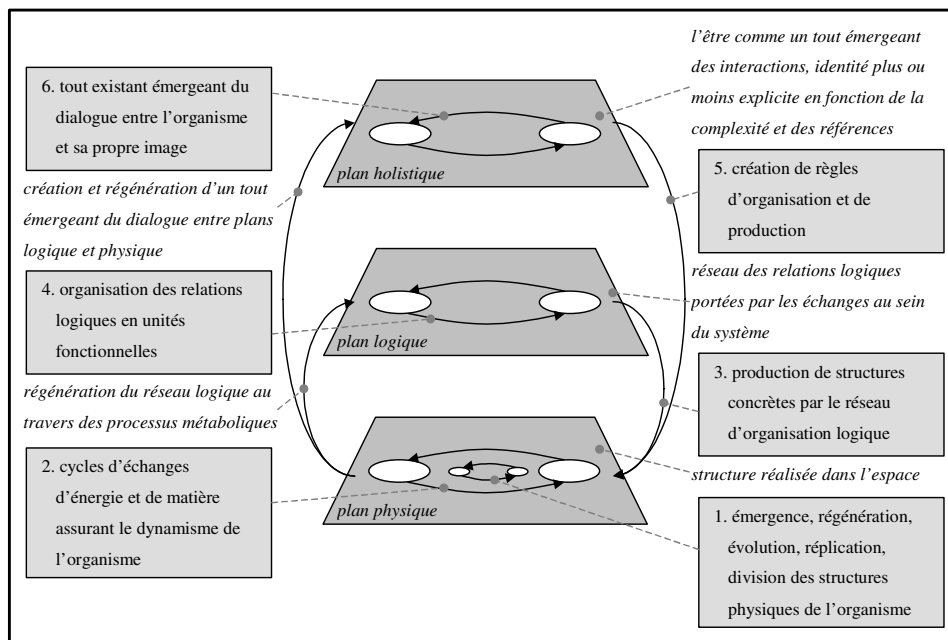 l’être comme un tout émergeant
des interactions, identité plus ou
moins explicite en fonction de la
complexité et des références
6. tout existant émergeant du
dialogue entre l’organisme
et sa propre image
plan holistique
création et régénération d’un tout
émergeant du dialogue entre plans
logique et physique
5. création de règles
d’organisation et de
production
4. organisation des relations
logiques en unités
fonctionnelles
plan logique
réseau des relations logiques
portées par les échanges au sein
du système
régénération du réseau logique au
travers des processus métaboliques
3. production de structures
concrètes par le réseau
d’organisation logique
2. cycles d’échanges
d’énergie et de matière
assurant le dynamisme de
l’organisme
plan physique
structure réalisée dans l’espace
1. émergence, régénération,
évolution, réplication,
division des structures
physiques de l’organisme